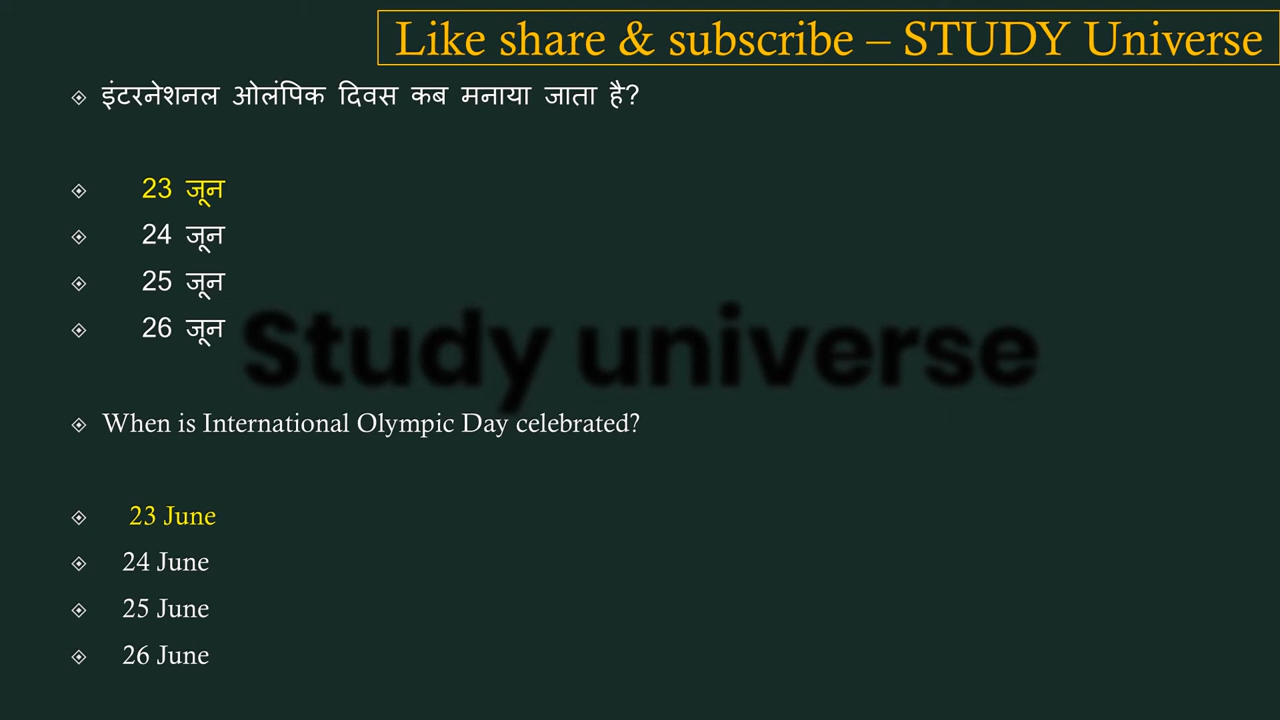 Like share & subscribe – STUDY Universe
इंटरनेशनल ओलंपिक दिवस कब मनाया जाता है?
23 जून
24 जून
25 जून
26 जून
Study universe
When is International Olympic Day celebrated?
23 June
24 June
25 June
26 June